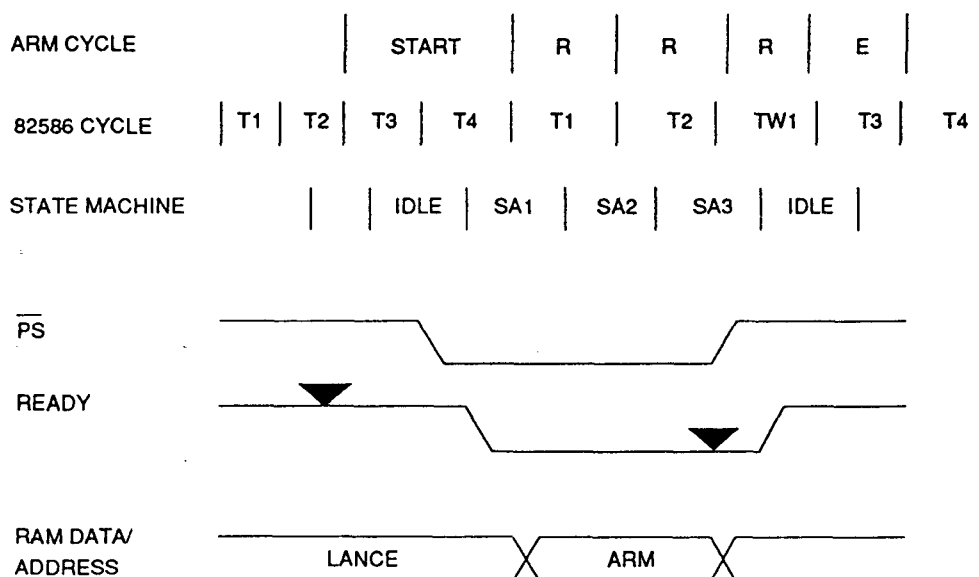 ARM CYCLE START R R R E
82586 CYCLE T1 T2 T3 T4 T1 T2 TW1 T3 T4
STATE MACHINE IDLE SA1 SA2 SA3 IDLE
PS
READY
RAM DATA/
ADDRESS LANCE ARM